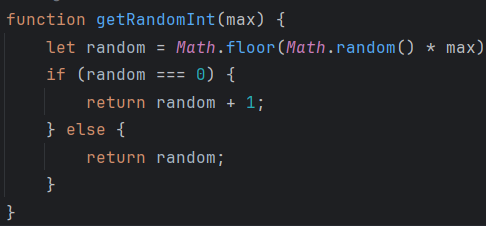 function getRandomInt(max) {
    let random = Math.floor(Math.random() * max)
    if (random === 0) {
        return random + 1;
    } else {
        return random;
    }
}